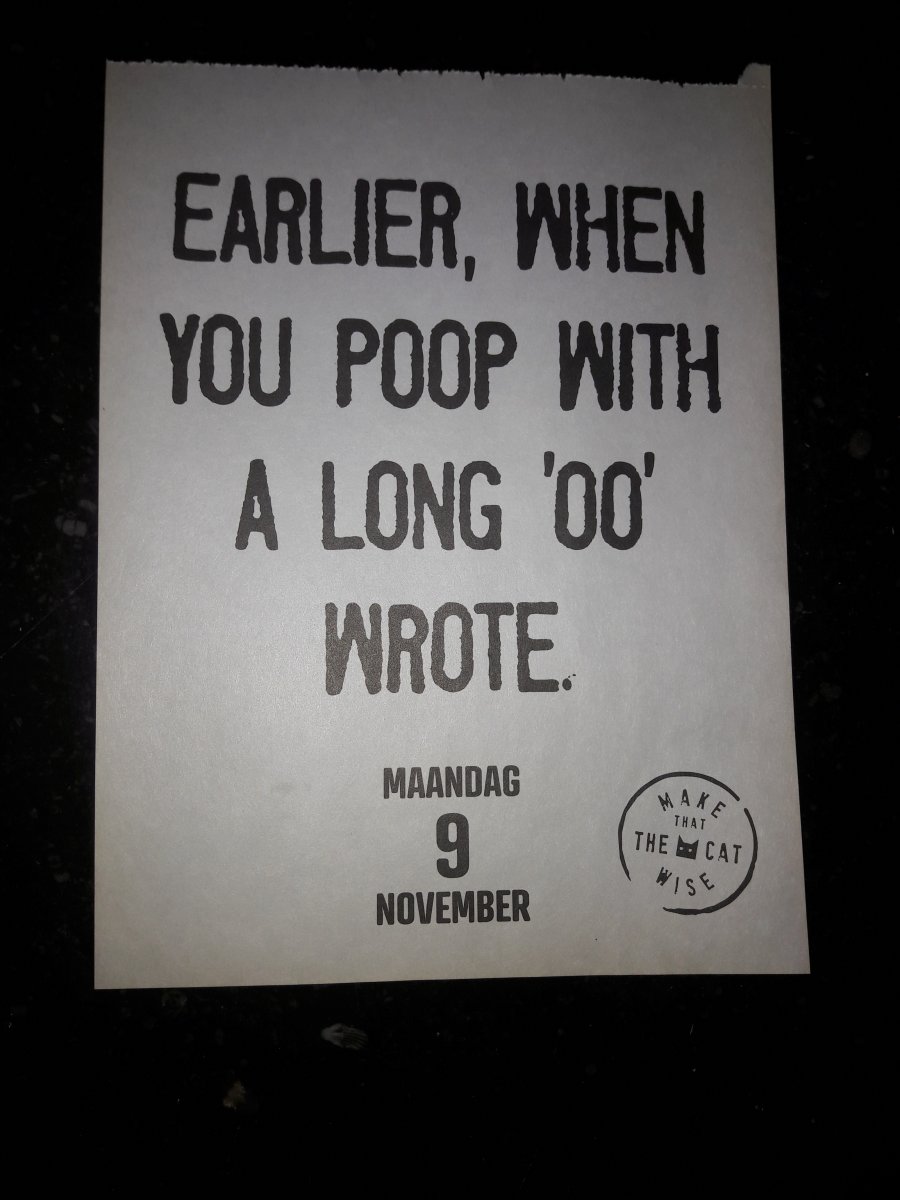 EARLIER, WHEN
YOU POOP WITH
A LONG 'OO'
WROTE.
MAANDAG
9
NOVEMBER
MAKE
THAT
THE CAT
WISE